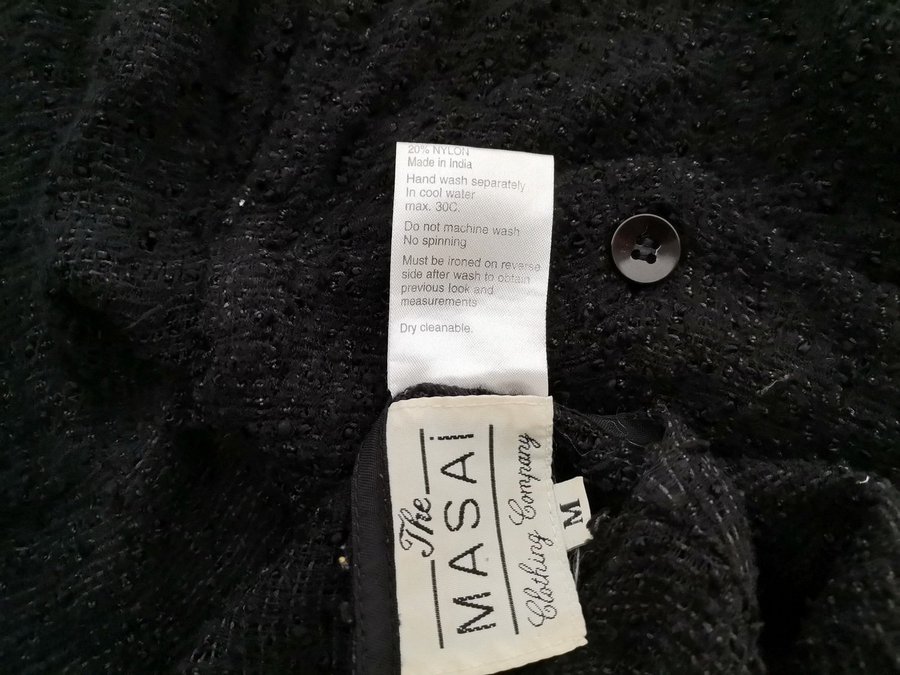 20% NYLON
Made in India
Hand wash separately
In cool water
max. 30C.
Do not machine wash
No spinning
Must be ironed on reverse
side after wash to obtain
previous look and
measurements
Dry cleanable.
The
MASAi
Clothing Company
M